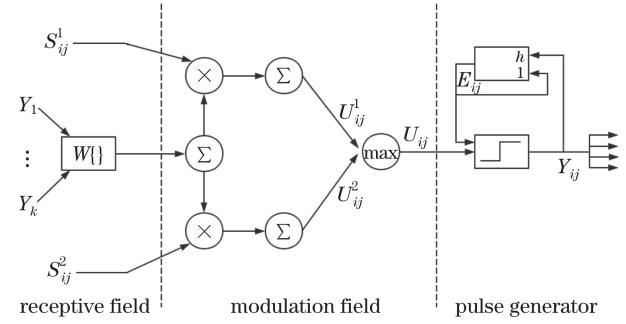 S¹ᵢⱼ
Y₁
⋮
Yₖ
W{}
S²ᵢⱼ
×
Σ
Σ
×
Σ
U¹ᵢⱼ
U²ᵢⱼ
max
Uᵢⱼ
h
1
Eᵢⱼ
Yᵢⱼ
receptive field
modulation field
pulse generator